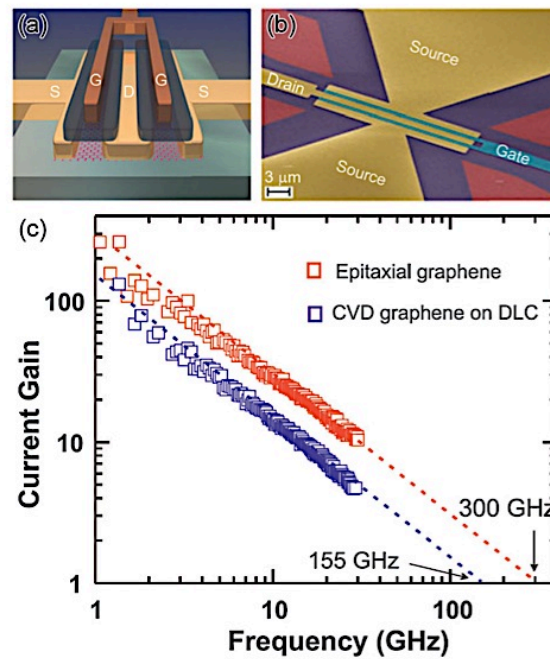 (a)
G
G
S
D
S
(b)
Source
Drain
Gate
Source
3 μm
(c)
Epitaxial graphene
CVD graphene on DLC
Current Gain
100
10
1
300 GHz
155 GHz
1
10
100
Frequency (GHz)